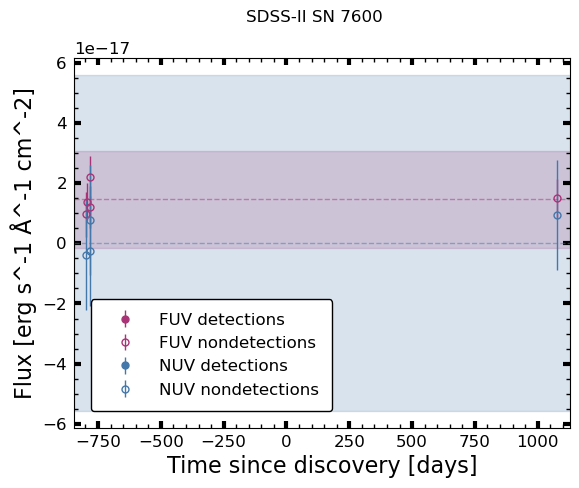 SDSS-II SN 7600
1e−17
Flux [erg s^-1 Å^-1 cm^-2]
6
4
2
0
−2
−4
−6
FUV detections
FUV nondetections
NUV detections
NUV nondetections
−750 −500 −250 0 250 500 750 1000
Time since discovery [days]